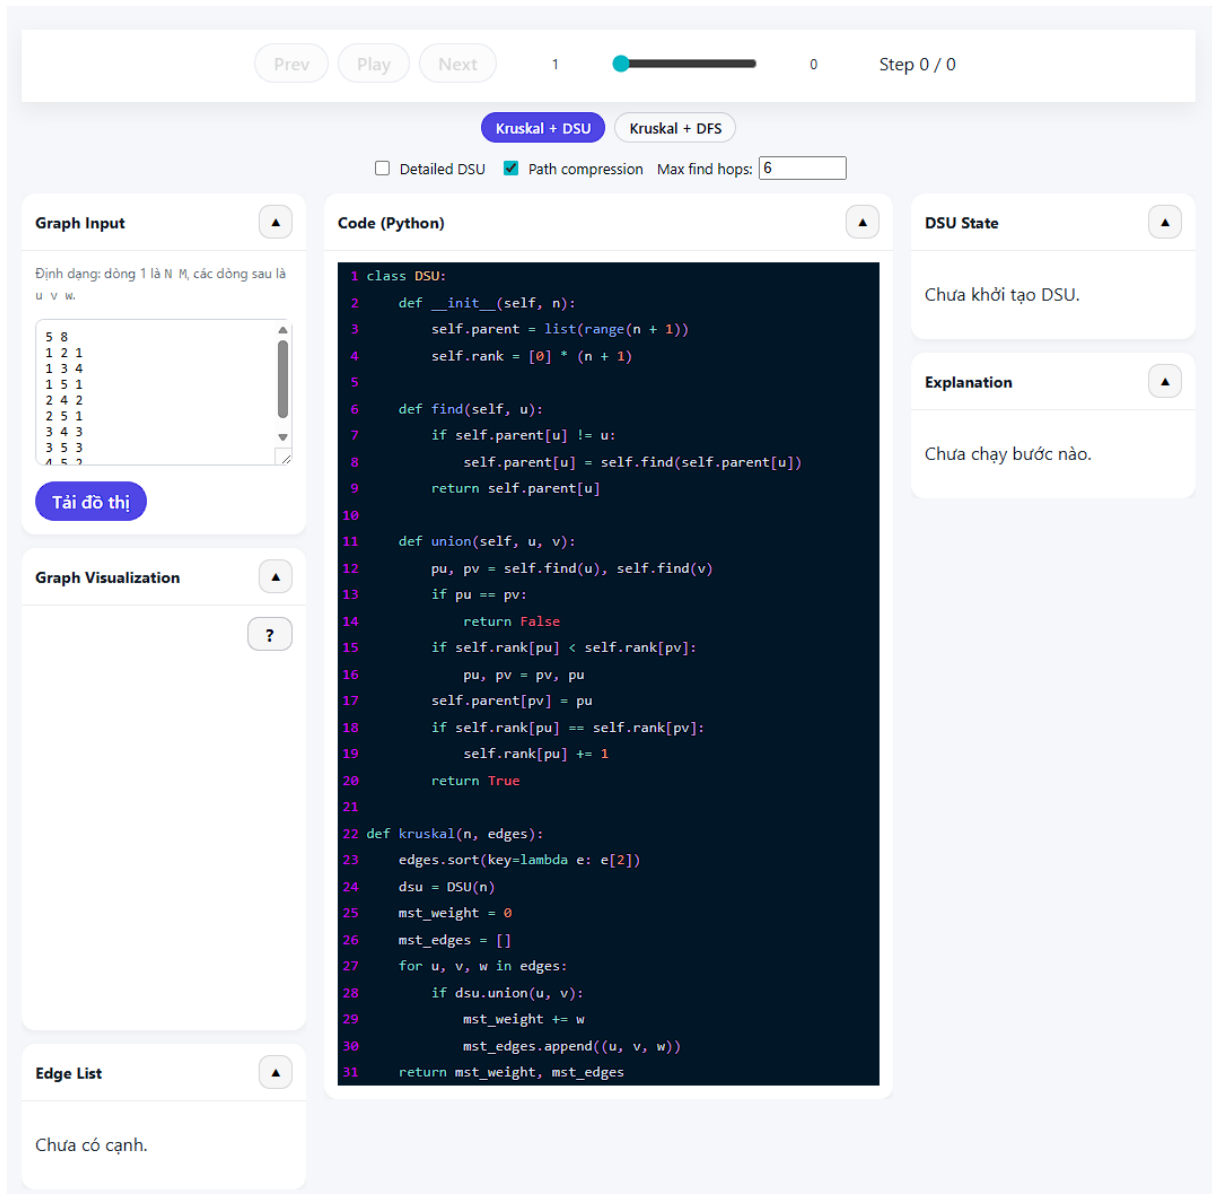 Prev Play Next 1 0 Step 0 / 0
Kruskal + DSU Kruskal + DFS
Detailed DSU Path compression Max find hops: 6
Graph Input ▲
Định dạng: dòng 1 là N M, các dòng sau là
u v w.
5 8
1 2 1
1 3 4
1 5 1
2 4 2
2 5 1
3 4 3
3 5 3
4 5 2
Tải đồ thị
Graph Visualization ▲
?
Edge List ▲
Chưa có cạnh.
Code (Python) ▲
1 class DSU:
2     def __init__(self, n):
3         self.parent = list(range(n + 1))
4         self.rank = [0] * (n + 1)
5
6     def find(self, u):
7         if self.parent[u] != u:
8             self.parent[u] = self.find(self.parent[u])
9         return self.parent[u]
10
11     def union(self, u, v):
12         pu, pv = self.find(u), self.find(v)
13         if pu == pv:
14             return False
15         if self.rank[pu] < self.rank[pv]:
16             pu, pv = pv, pu
17         self.parent[pv] = pu
18         if self.rank[pu] == self.rank[pv]:
19             self.rank[pu] += 1
20         return True
21
22 def kruskal(n, edges):
23     edges.sort(key=lambda e: e[2])
24     dsu = DSU(n)
25     mst_weight = 0
26     mst_edges = []
27     for u, v, w in edges:
28         if dsu.union(u, v):
29             mst_weight += w
30             mst_edges.append((u, v, w))
31     return mst_weight, mst_edges
DSU State ▲
Chưa khởi tạo DSU.
Explanation ▲
Chưa chạy bước nào.